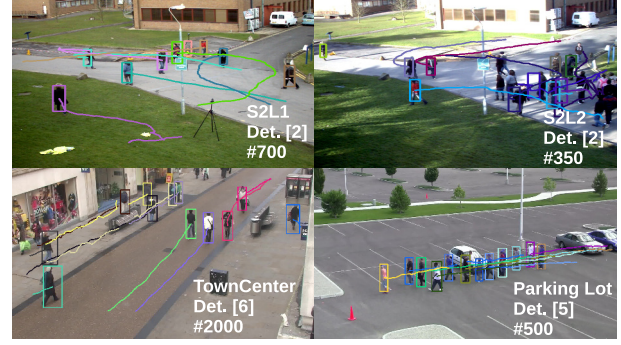 S2L1
Det. [2]
#700
S2L2
Det. [2]
#350
TownCenter
Det. [6]
#2000
Parking Lot
Det. [5]
#500